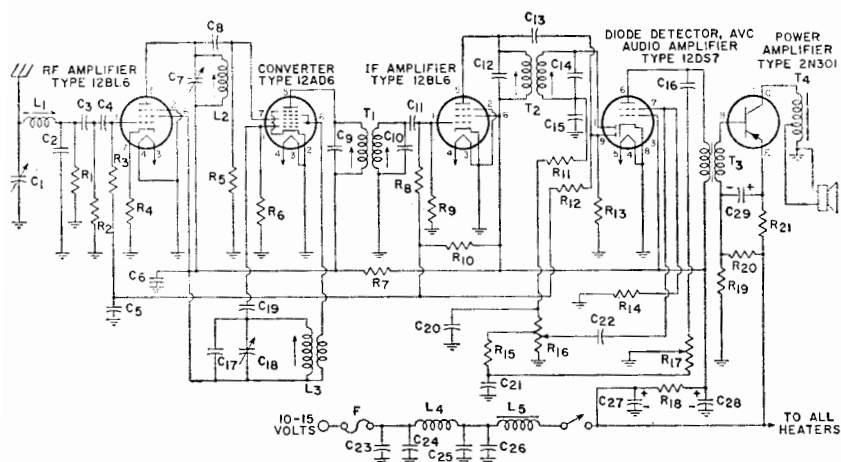 RF AMPLIFIER
TYPE 12BL6
CONVERTER
TYPE 12AD6
IF AMPLIFIER
TYPE 12BL6
DIODE DETECTOR, AVC
AUDIO AMPLIFIER
TYPE 12DS7
POWER
AMPLIFIER
TYPE 2N301
C8
C13
C7
C12
C14
C16
T4
L1
C3 C4
L2
T1
C11
T2
C2
C9
C10
C15
T3
C1
R1
R3
R2
R4
R5
R6
R8
R9
R11
R12
R13
C29
R21
R10
R20
C6
R7
R19
C5
C19
C20
R14
C22
R15
R16
R17
C17
C18
L3
C21
C27
R18
C28
10-15
VOLTS
F
L4
L5
C23
C24
C25
C26
TO ALL
HEATERS